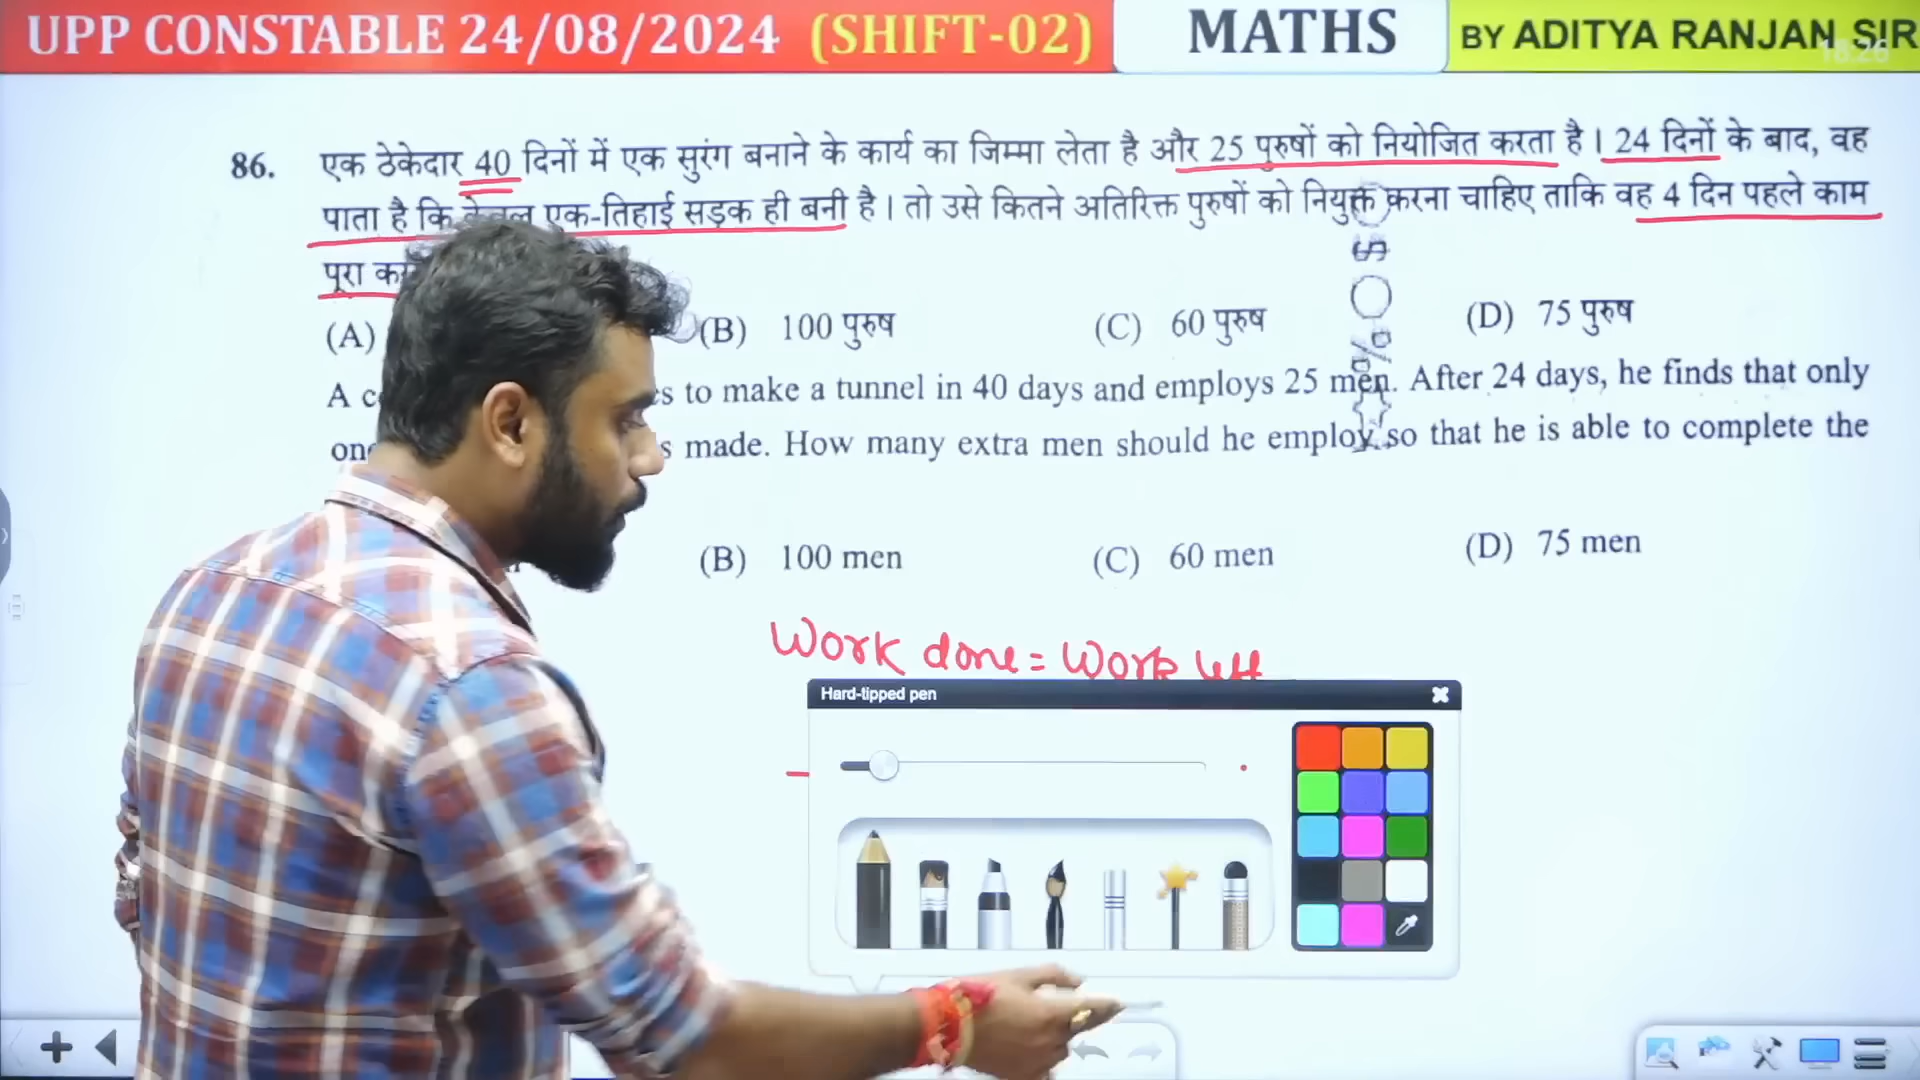 UPP CONSTABLE 24/08/2024 (SHIFT-02) MATHS BY ADITYA RANJAN SIR
18:26
86. एक ठेकेदार 40 दिनों में एक सुरंग बनाने के कार्य का जिम्मा लेता है और 25 पुरुषों को नियोजित करता है । 24 दिनों के बाद, वह
पाता है कि केवल एक-तिहाई सड़क ही बनी है । तो उसे कितने अतिरिक्त पुरुषों को नियुक्त करना चाहिए ताकि वह 4 दिन पहले काम
पूरा
(A) (B) 100 पुरुष (C) 60 पुरुष (D) 75 पुरुष
A to make a tunnel in 40 days and employs 25 men. After 24 days, he finds that only
made. How many extra men should he employ so that he is able to complete the
(B) 100 men (C) 60 men (D) 75 men
Work done = Work left
Hard-tipped pen